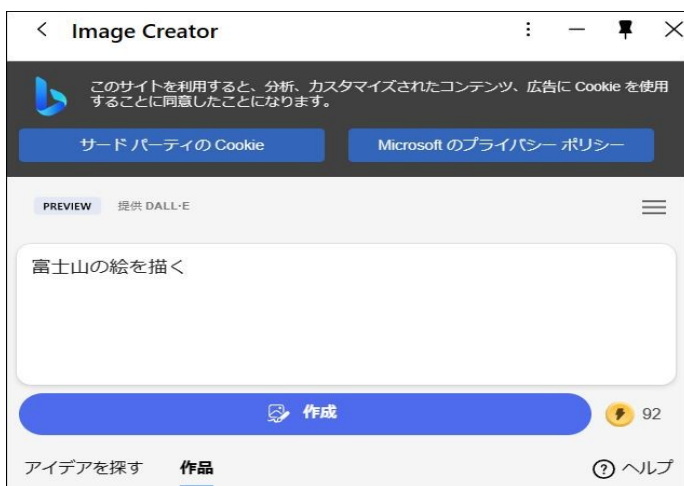 Image Creator
このサイトを利用すると、分析、カスタマイズされたコンテンツ、広告に Cookie を使用
することに同意したことになります。
サード パーティの Cookie
Microsoft のプライバシー ポリシー
PREVIEW 提供 DALL·E
富士山の絵を描く
作成 92
アイデアを探す 作品 ヘルプ